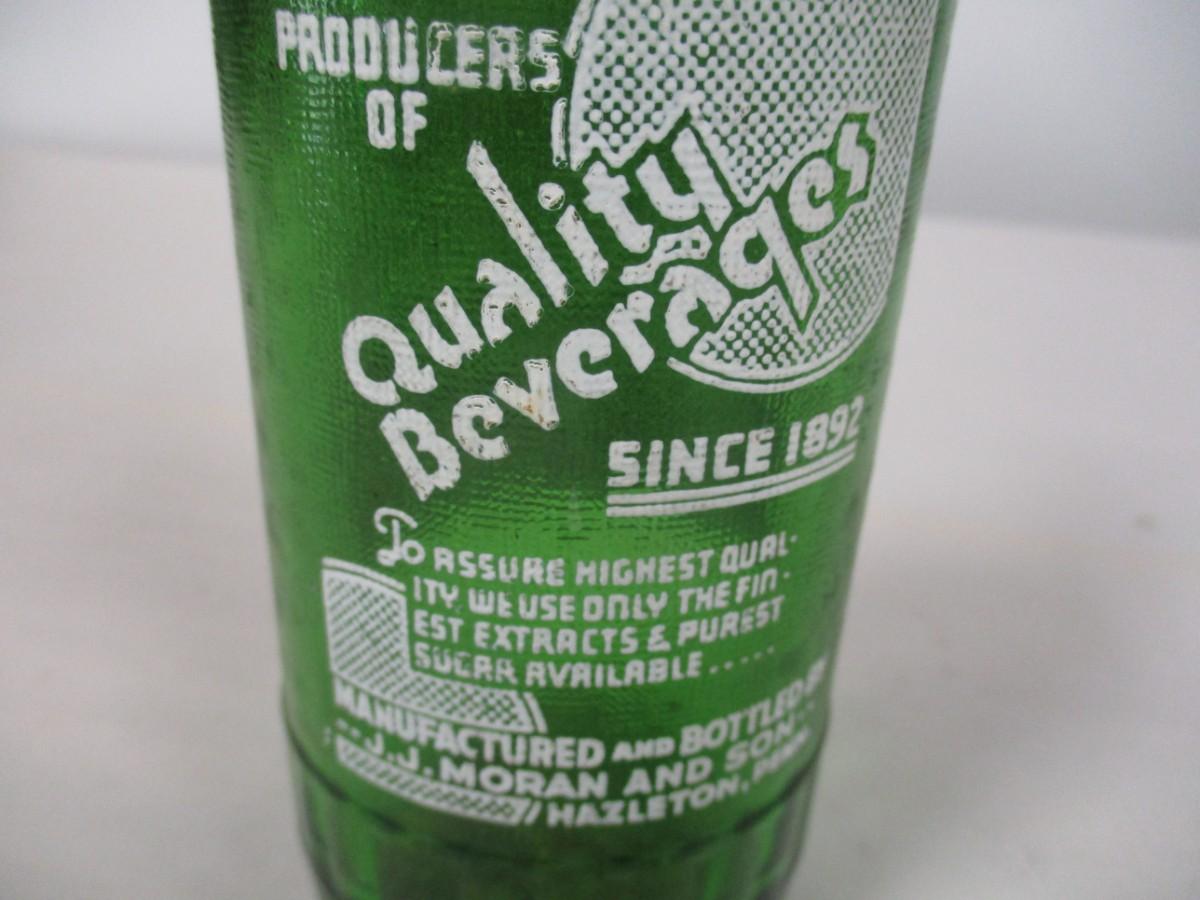 PRODUCERS
OF
Quality
Beverages
SINCE 1892
To ASSURE HIGHEST QUAL-
ITY WE USE ONLY THE FIN-
EST EXTRACTS & PUREST
SUGAR AVAILABLE.....
MANUFACTURED AND BOTTLED BY
..J.J. MORAN AND SON..
HAZLETON, PENNA.